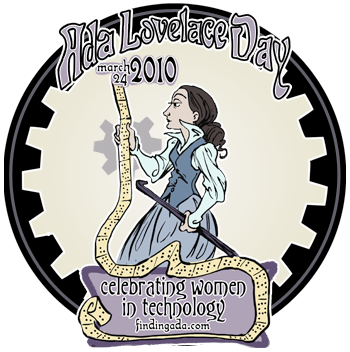 Ada Lovelace Day
march
24 2010
celebrating women
in technology
findingada.com